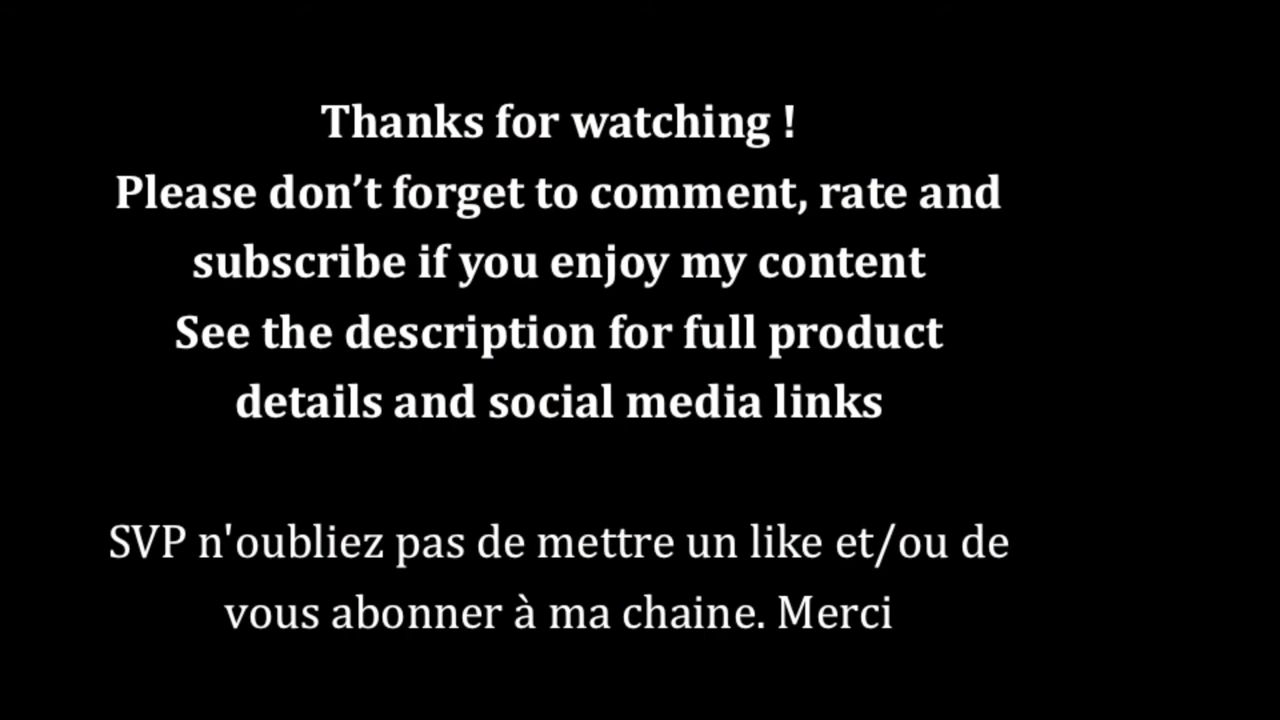 Thanks for watching !
Please don’t forget to comment, rate and
subscribe if you enjoy my content
See the description for full product
details and social media links
SVP n'oubliez pas de mettre un like et/ou de
vous abonner à ma chaine. Merci